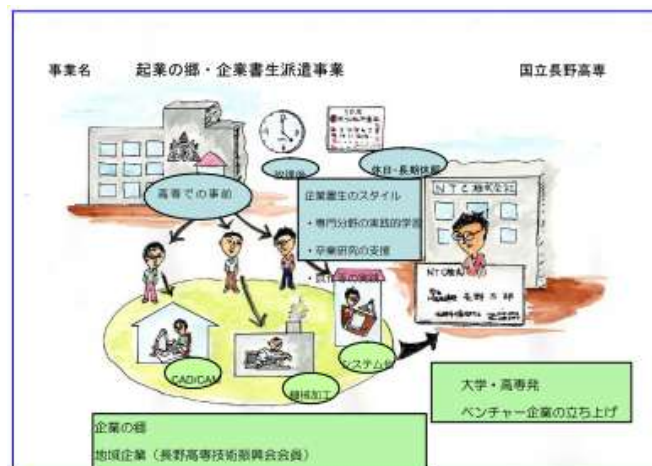 事業名 起業の郷・企業書生派遣事業 国立長野高専
放課後
休日・長期休暇
高専での事前
企業書生のスタイル
・専門分野の実践的学習
・卒業研究の支援
NTC株式会社
CAD/CAM
機械加工
システム
大学・高専発
ベンチャー企業の立ち上げ
企業の郷
地域企業(長野高専技術振興会会員)